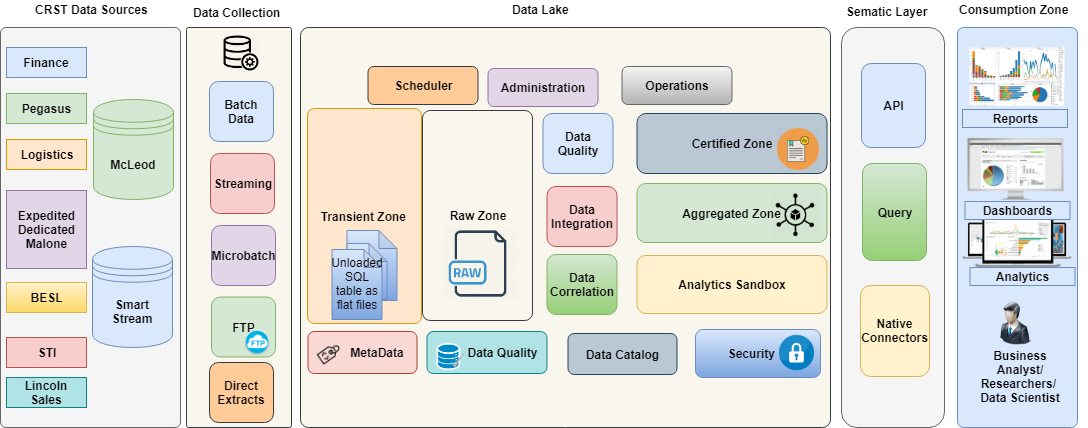 CRST Data Sources
Data Collection
Data Lake
Sematic Layer
Consumption Zone
Finance
Pegasus
Logistics
Expedited
Dedicated
Malone
BESL
STI
Lincoln
Sales
McLeod
Smart
Stream
Batch
Data
Streaming
Microbatch
FTP
FTP
Direct
Extracts
Scheduler
Administration
Operations
Transient Zone
Unloaded
SQL
table as
flat files
Raw Zone
RAW
Data
Quality
Data
Integration
Data
Correlation
Certified Zone
Aggregated Zone
Analytics Sandbox
MetaData
Data Quality
Data Catalog
Security
API
Query
Native
Connectors
Reports
Dashboards
Analytics
Business
Analyst/
Researchers/
Data Scientist